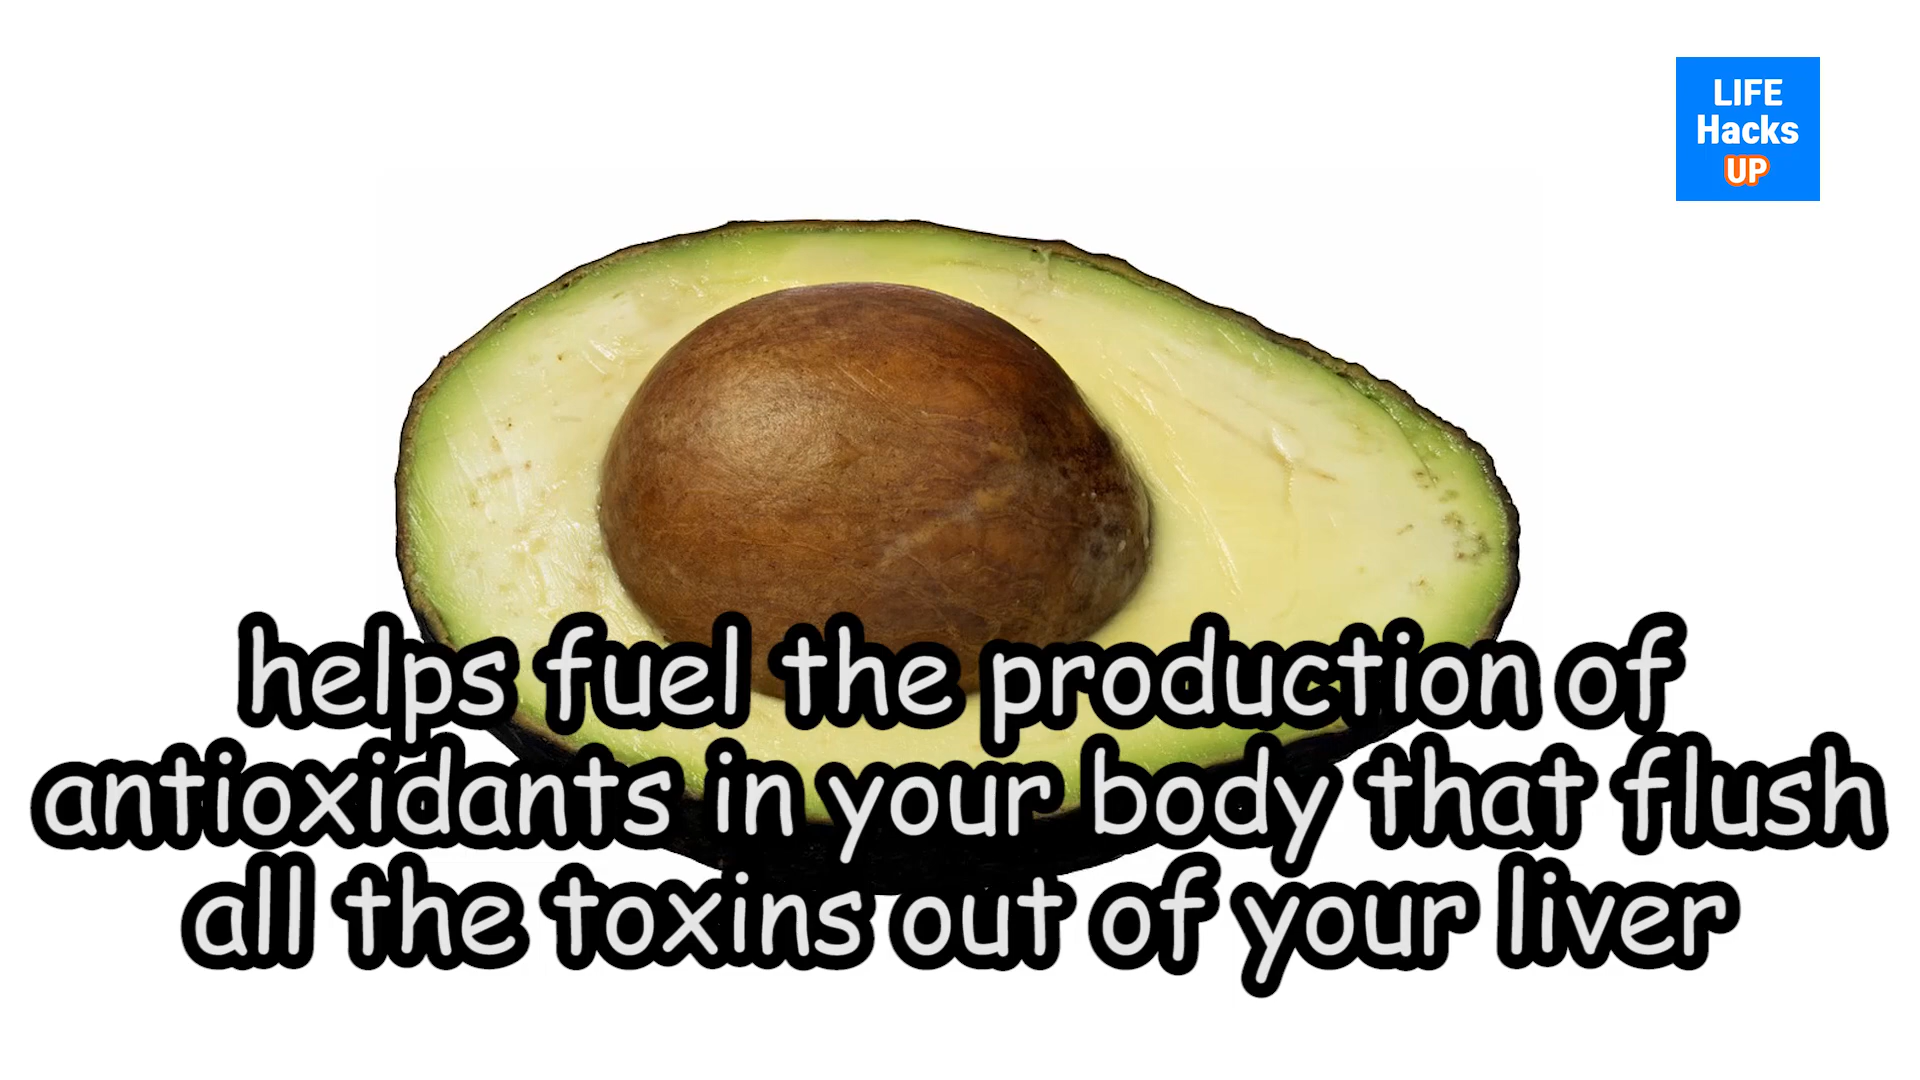 LIFE
Hacks
UP
helps fuel the production of
antioxidants in your body that flush
all the toxins out of your liver